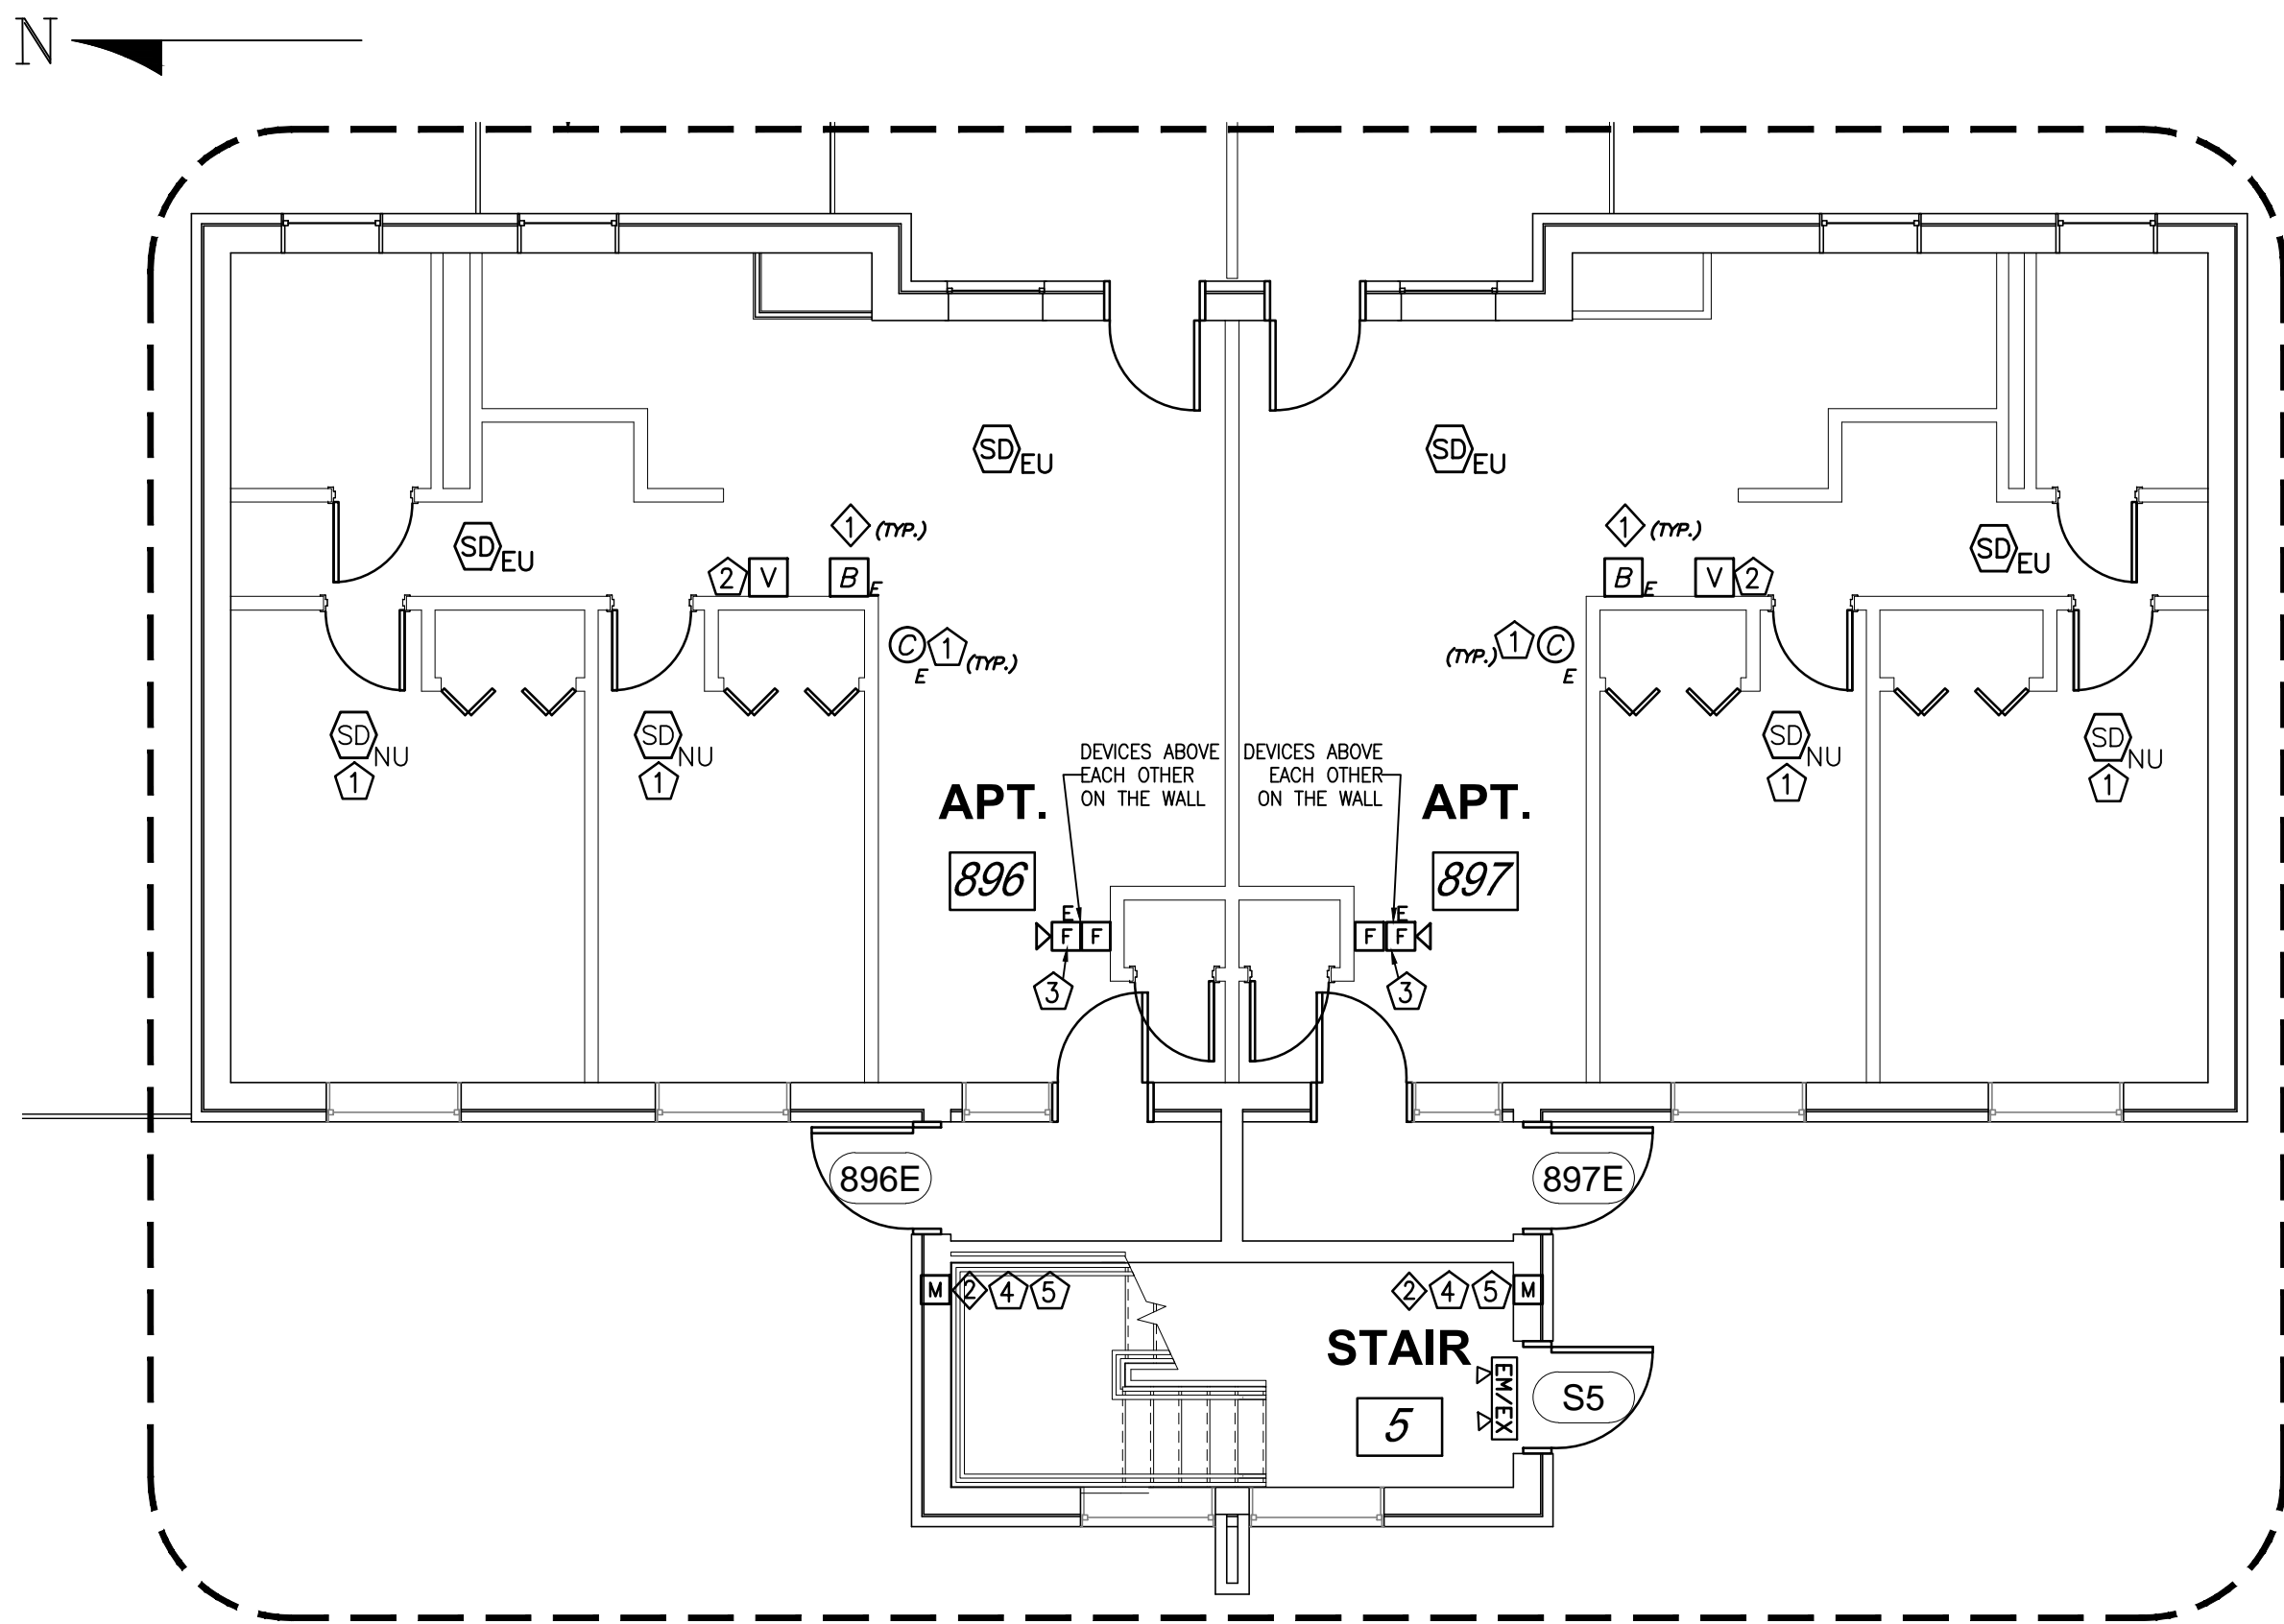 N
SD EU
SD EU
1 (TYP.)
1 (TYP.)
SD EU
SD EU
2 V
B E
B E
V 2
C E 1 (TYP.)
(TYP.) 1 C E
SD NU
1
SD NU
1
SD NU
1
SD NU
1
DEVICES ABOVE
EACH OTHER
ON THE WALL
DEVICES ABOVE
EACH OTHER
ON THE WALL
APT.
896
APT.
897
E
F F
3
E
F F
3
896E
897E
M 2 4 5
2 4 5 M
STAIR
5
EM/EX
S5